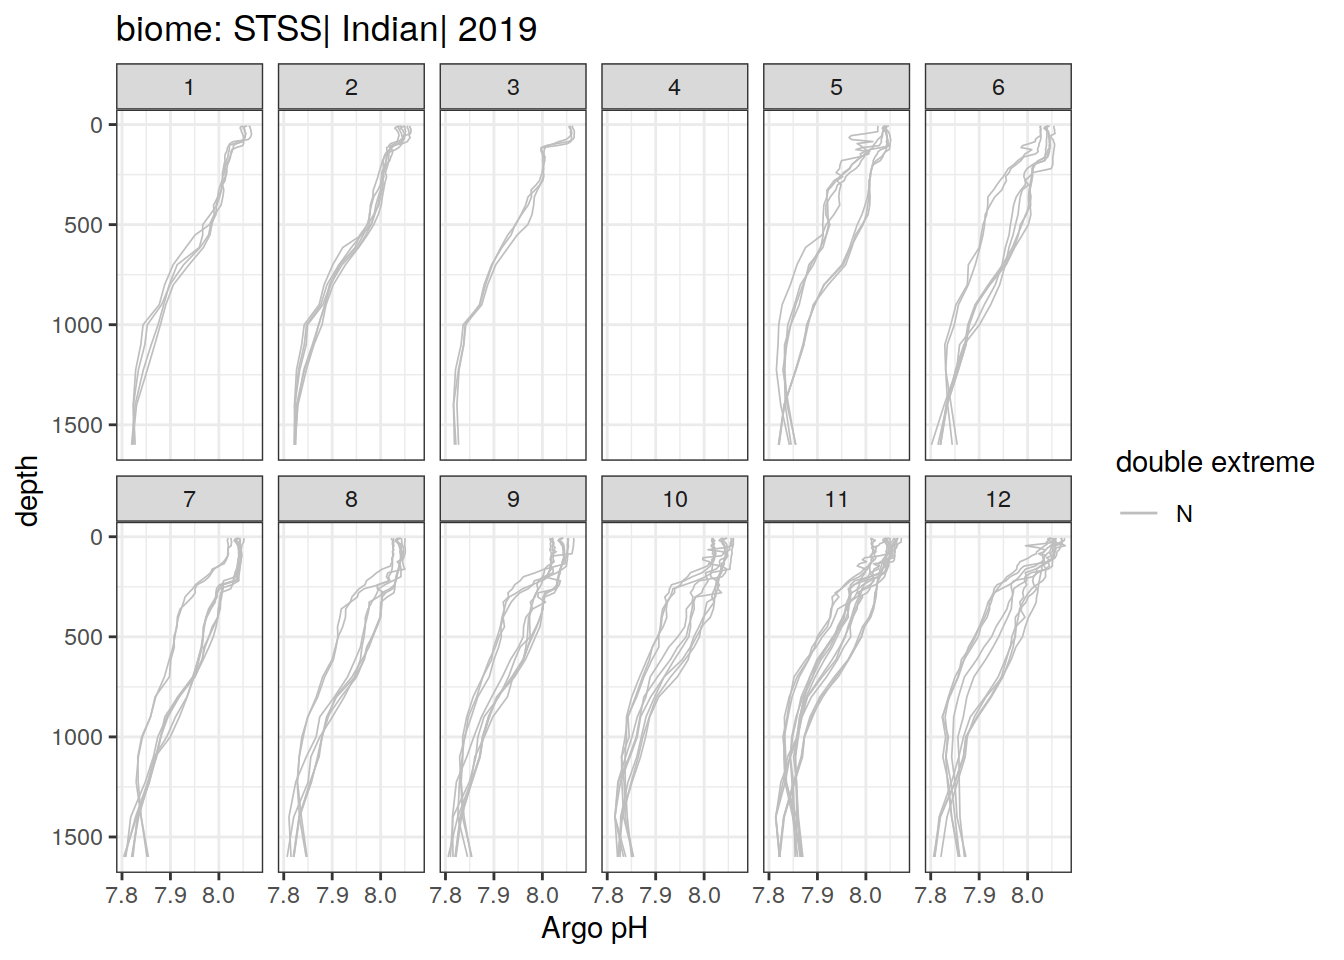 biome: STSS| Indian| 2019
1 2 3 4 5 6
0
500
1000
1500
7 8 9 10 11 12
0
500
1000
1500
7.8 7.9 8.0 7.8 7.9 8.0 7.8 7.9 8.0 7.8 7.9 8.0 7.8 7.9 8.0 7.8 7.9 8.0
Argo pH
depth
double extreme
N